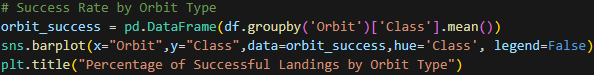 # Success Rate by Orbit Type
orbit_success = pd.DataFrame(df.groupby('Orbit')['Class'].mean())
sns.barplot(x="Orbit",y="Class",data=orbit_success,hue='Class', legend=False)
plt.title("Percentage of Successful Landings by Orbit Type")